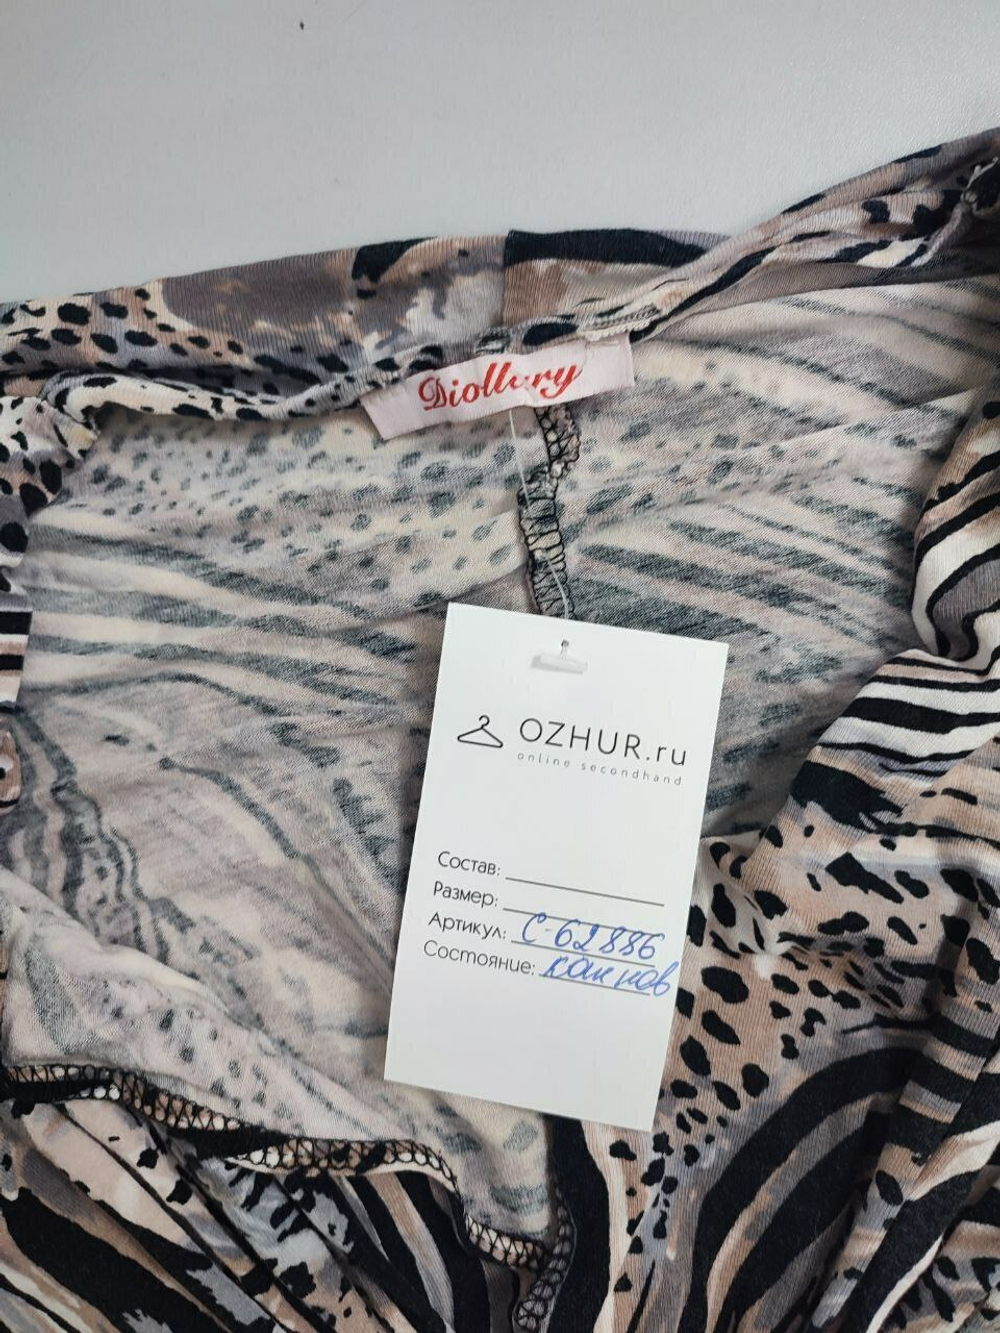 Diollery
OZHUR.ru
online secondhand
Состав:
Размер:
Артикул: С-62886
Состояние: как нов